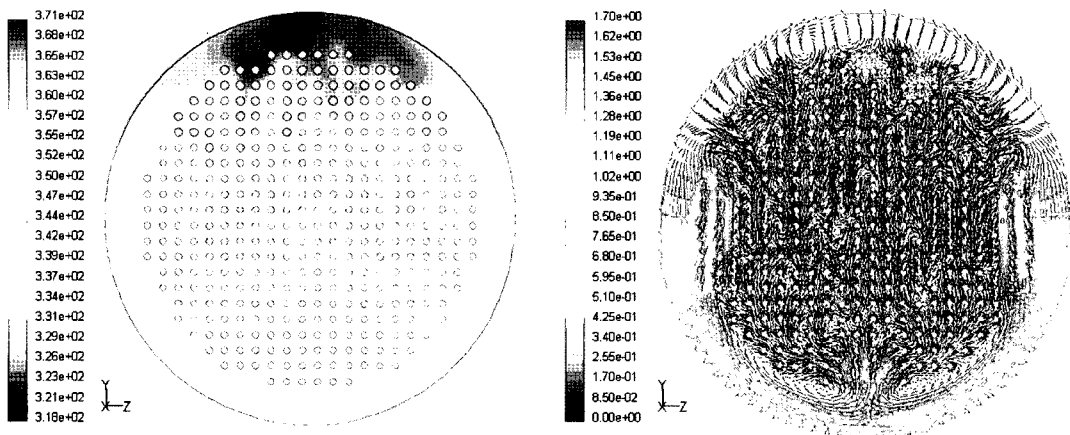 3.71e+02
3.68e+02
3.65e+02
3.63e+02
3.60e+02
3.57e+02
3.55e+02
3.52e+02
3.50e+02
3.47e+02
3.44e+02
3.42e+02
3.39e+02
3.37e+02
3.34e+02
3.31e+02
3.29e+02
3.26e+02
3.23e+02
3.21e+02
3.18e+02
Y
X
Z
1.70e+00
1.62e+00
1.53e+00
1.45e+00
1.36e+00
1.28e+00
1.19e+00
1.11e+00
1.02e+00
9.35e-01
8.50e-01
7.65e-01
6.80e-01
5.95e-01
5.10e-01
4.25e-01
3.40e-01
2.55e-01
1.70e-01
8.50e-02
0.00e+00
Y
X
Z